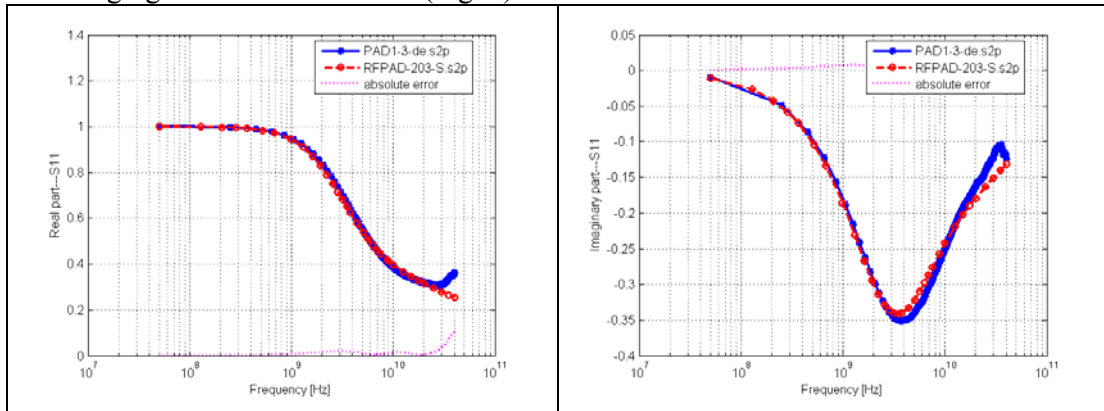 1.4
1.2
1
0.8
0.6
0.4
0.2
0
Real part---S11
PAD1-3-de.s2p
RFPAD-203-S.s2p
absolute error
10^7 10^8 10^9 10^10 10^11
Frequency [Hz]
0.05
0
-0.05
-0.1
-0.15
-0.2
-0.25
-0.3
-0.35
-0.4
Imaginary part---S11
PAD1-3-de.s2p
RFPAD-203-S.s2p
absolute error
10^7 10^8 10^9 10^10 10^11
Frequency [Hz]